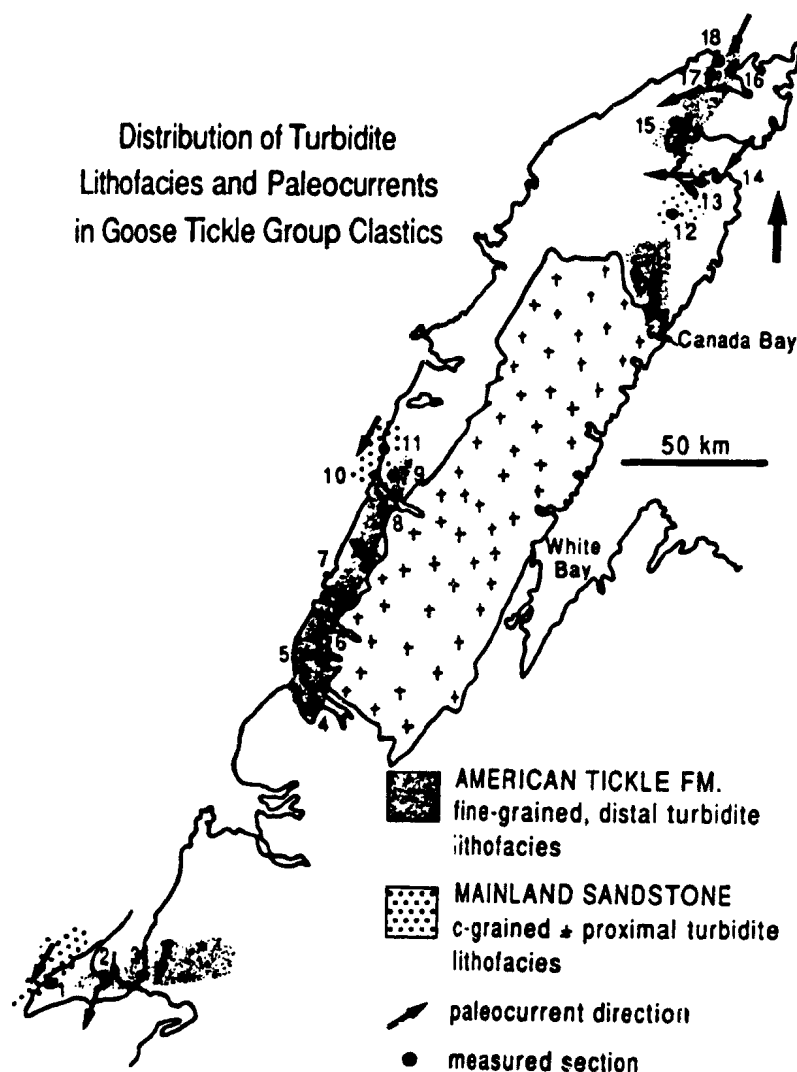 Distribution of Turbidite
Lithofacies and Paleocurrents
in Goose Tickle Group Clastics
18
17
16
15
14
13
12
Canada Bay
50 km
11
10
9
8
7
White
Bay
6
5
4
2
1
AMERICAN TICKLE FM.
fine-grained, distal turbidite
lithofacies
MAINLAND SANDSTONE
c-grained ± proximal turbidite
lithofacies
paleocurrent direction
measured section